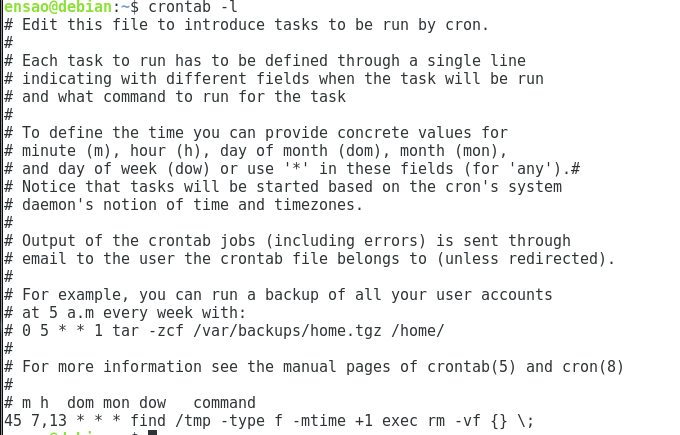 ensao@debian:~$ crontab -l
# Edit this file to introduce tasks to be run by cron.
#
# Each task to run has to be defined through a single line
# indicating with different fields when the task will be run
# and what command to run for the task
#
# To define the time you can provide concrete values for
# minute (m), hour (h), day of month (dom), month (mon),
# and day of week (dow) or use '*' in these fields (for 'any').#
# Notice that tasks will be started based on the cron's system
# daemon's notion of time and timezones.
#
# Output of the crontab jobs (including errors) is sent through
# email to the user the crontab file belongs to (unless redirected).
#
# For example, you can run a backup of all your user accounts
# at 5 a.m every week with:
# 0 5 * * 1 tar -zcf /var/backups/home.tgz /home/
#
# For more information see the manual pages of crontab(5) and cron(8)
#
# m h  dom mon dow   command
45 7,13 * * * find /tmp -type f -mtime +1 exec rm -vf {} \;